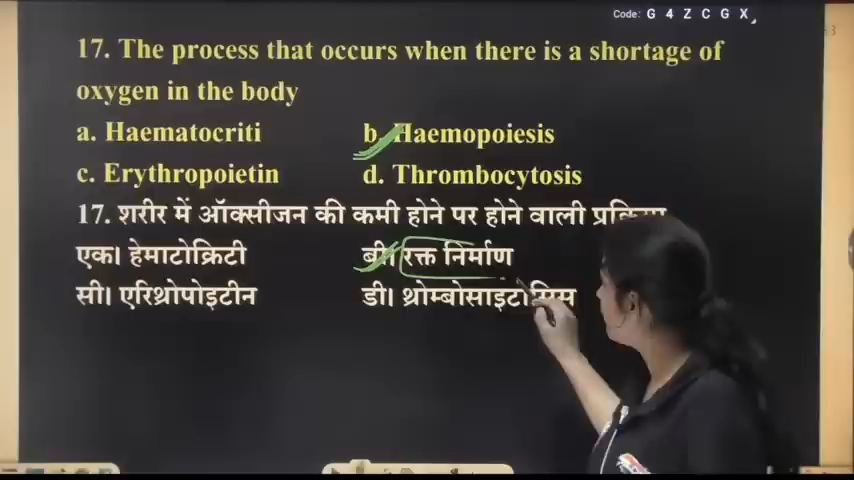 Code: G 4 Z C G X
17. The process that occurs when there is a shortage of
oxygen in the body
a. Haematocriti b. Haemopoiesis
c. Erythropoietin d. Thrombocytosis
17. शरीर में ऑक्सीजन की कमी होने पर होने वाली प्रक्रिया
एक। हेमाटोक्रिटी बी। रक्त निर्माण
सी। एरिथ्रोपोइटीन डी। थ्रोम्बोसाइटोसिस